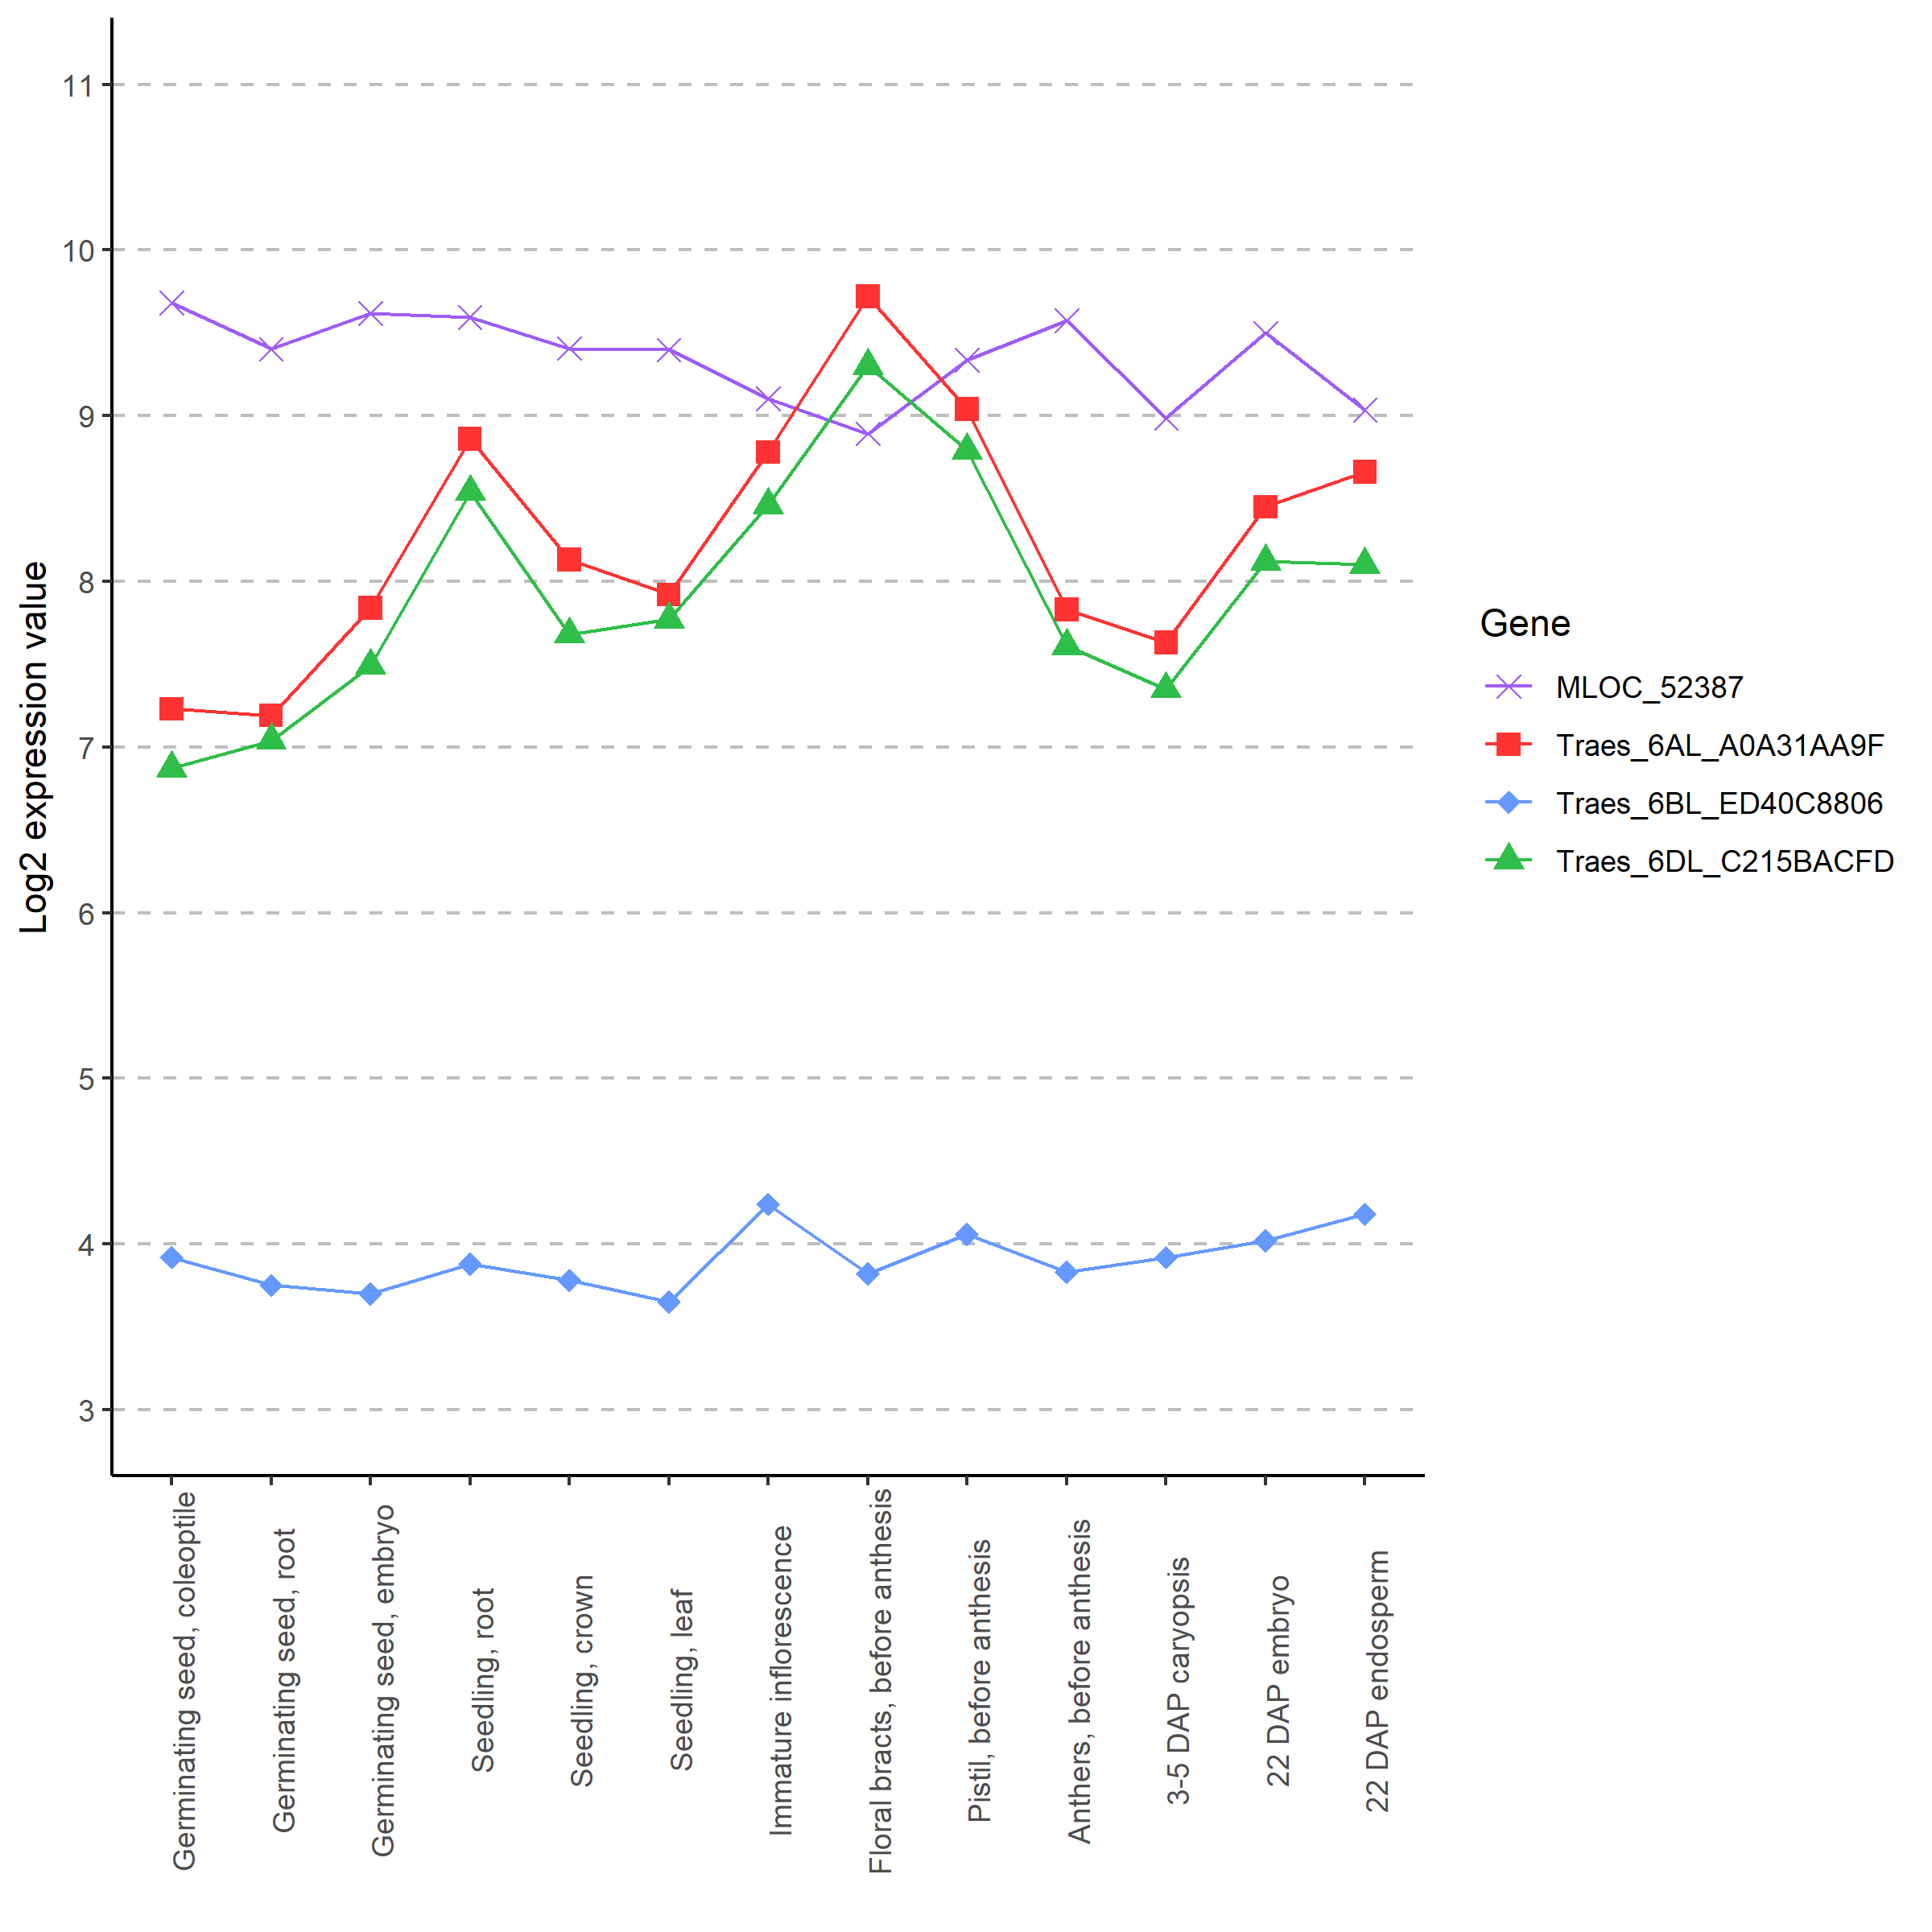 Log2 expression value
11
10
9
8
7
6
5
4
3
Germinating seed, coleoptile
Germinating seed, root
Germinating seed, embryo
Seedling, root
Seedling, crown
Seedling, leaf
Immature inflorescence
Floral bracts, before anthesis
Pistil, before anthesis
Anthers, before anthesis
3-5 DAP caryopsis
22 DAP embryo
22 DAP endosperm
Gene
MLOC_52387
Traes_6AL_A0A31AA9F
Traes_6BL_ED40C8806
Traes_6DL_C215BACFD